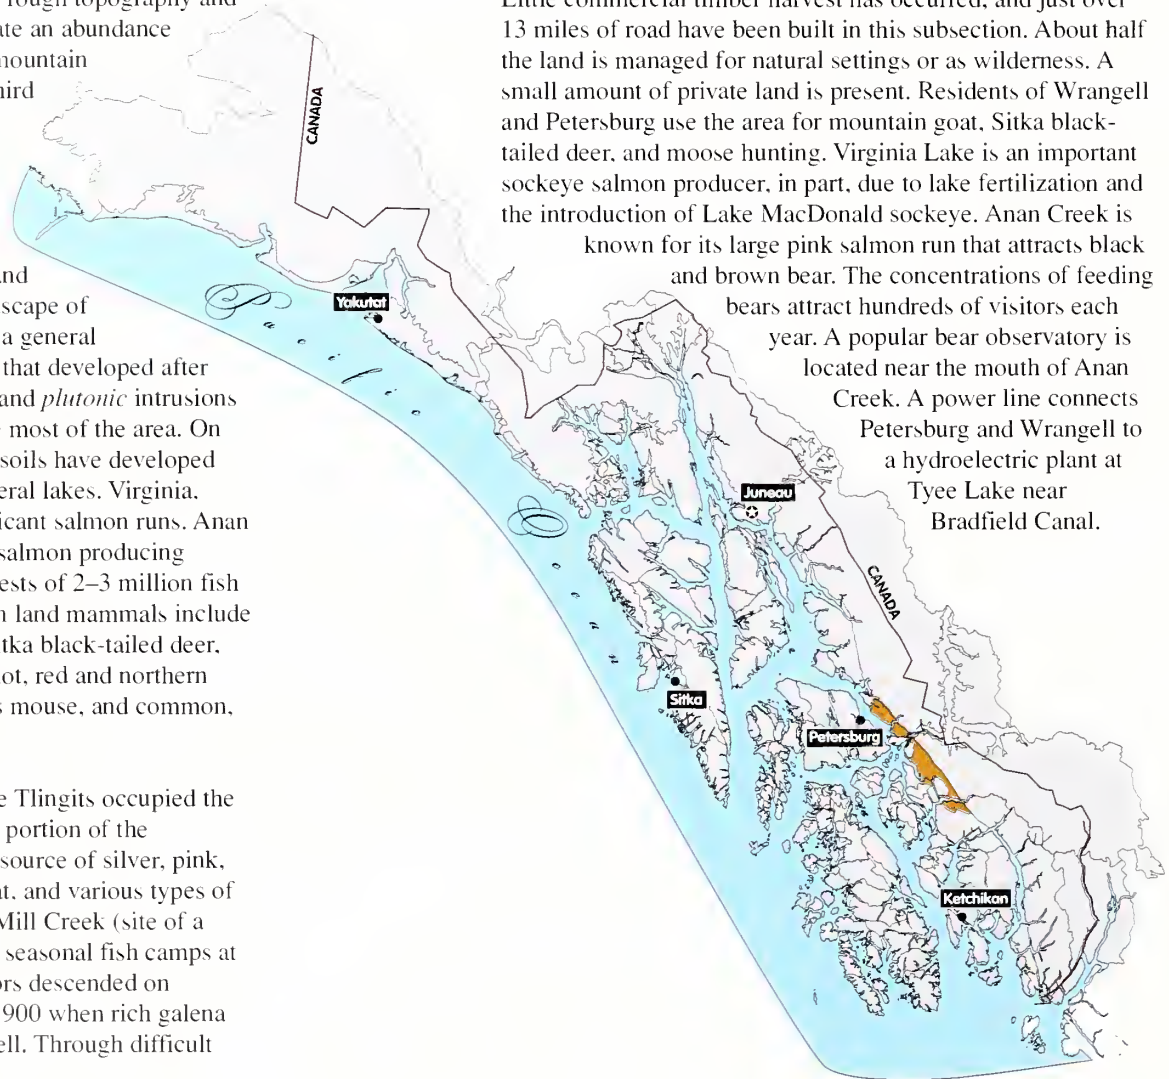 rough topography and
ate an abundance
mountain
hird
and
scape of
a general
that developed after
and plutonic intrusions
most of the area. On
soils have developed
eral lakes. Virginia,
icant salmon runs. Anan
salmon producing
ests of 2–3 million fish
land mammals include
tka black-tailed deer,
ot, red and northern
s mouse, and common,
e Tlingits occupied the
portion of the
source of silver, pink,
at, and various types of
Mill Creek (site of a
seasonal fish camps at
ors descended on
900 when rich galena
ell. Through difficult
Little commercial timber harvest has occurred, and just over
13 miles of road have been built in this subsection. About half
the land is managed for natural settings or as wilderness. A
small amount of private land is present. Residents of Wrangell
and Petersburg use the area for mountain goat, Sitka black-
tailed deer, and moose hunting. Virginia Lake is an important
sockeye salmon producer, in part, due to lake fertilization and
the introduction of Lake MacDonald sockeye. Anan Creek is
known for its large pink salmon run that attracts black
and brown bear. The concentrations of feeding
bears attract hundreds of visitors each
year. A popular bear observatory is
located near the mouth of Anan
Creek. A power line connects
Petersburg and Wrangell to
a hydroelectric plant at
Tyee Lake near
Bradfield Canal.
CANADA
Yakutat
Pacific
Ocean
Juneau
CANADA
Sitka
Petersburg
Ketchikan